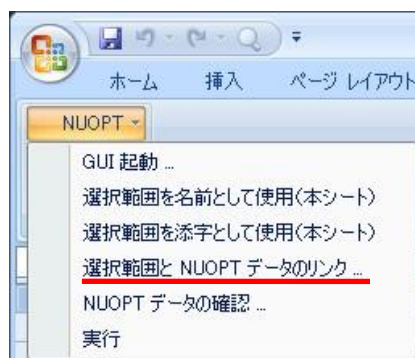 ホーム 挿入 ページ レイアウト
NUOPT
GUI 起動 ...
選択範囲を名前として使用(本シート)
選択範囲を添字として使用(本シート)
選択範囲と NUOPT データのリンク ...
NUOPT データの確認 ...
実行